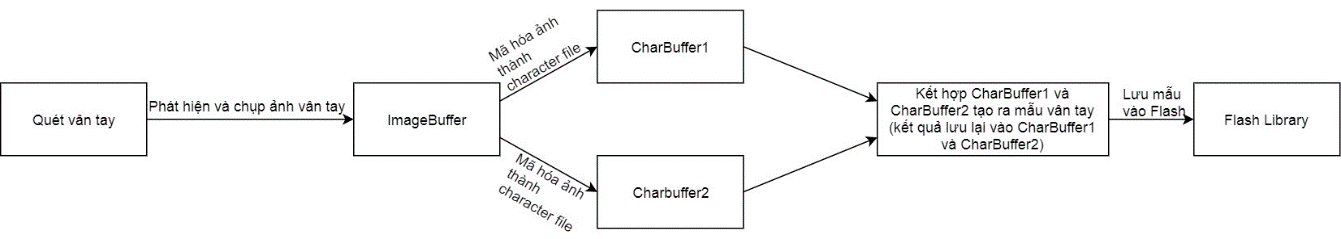 Quét vân tay
Phát hiện và chụp ảnh vân tay
ImageBuffer
Mã hóa ảnh
thành
character file
CharBuffer1
Mã hóa ảnh
thành
character file
Charbuffer2
Kết hợp CharBuffer1 và
CharBuffer2 tạo ra mẫu vân tay
(kết quả lưu lại vào CharBuffer1
và CharBuffer2)
Lưu mẫu
vào Flash
Flash Library